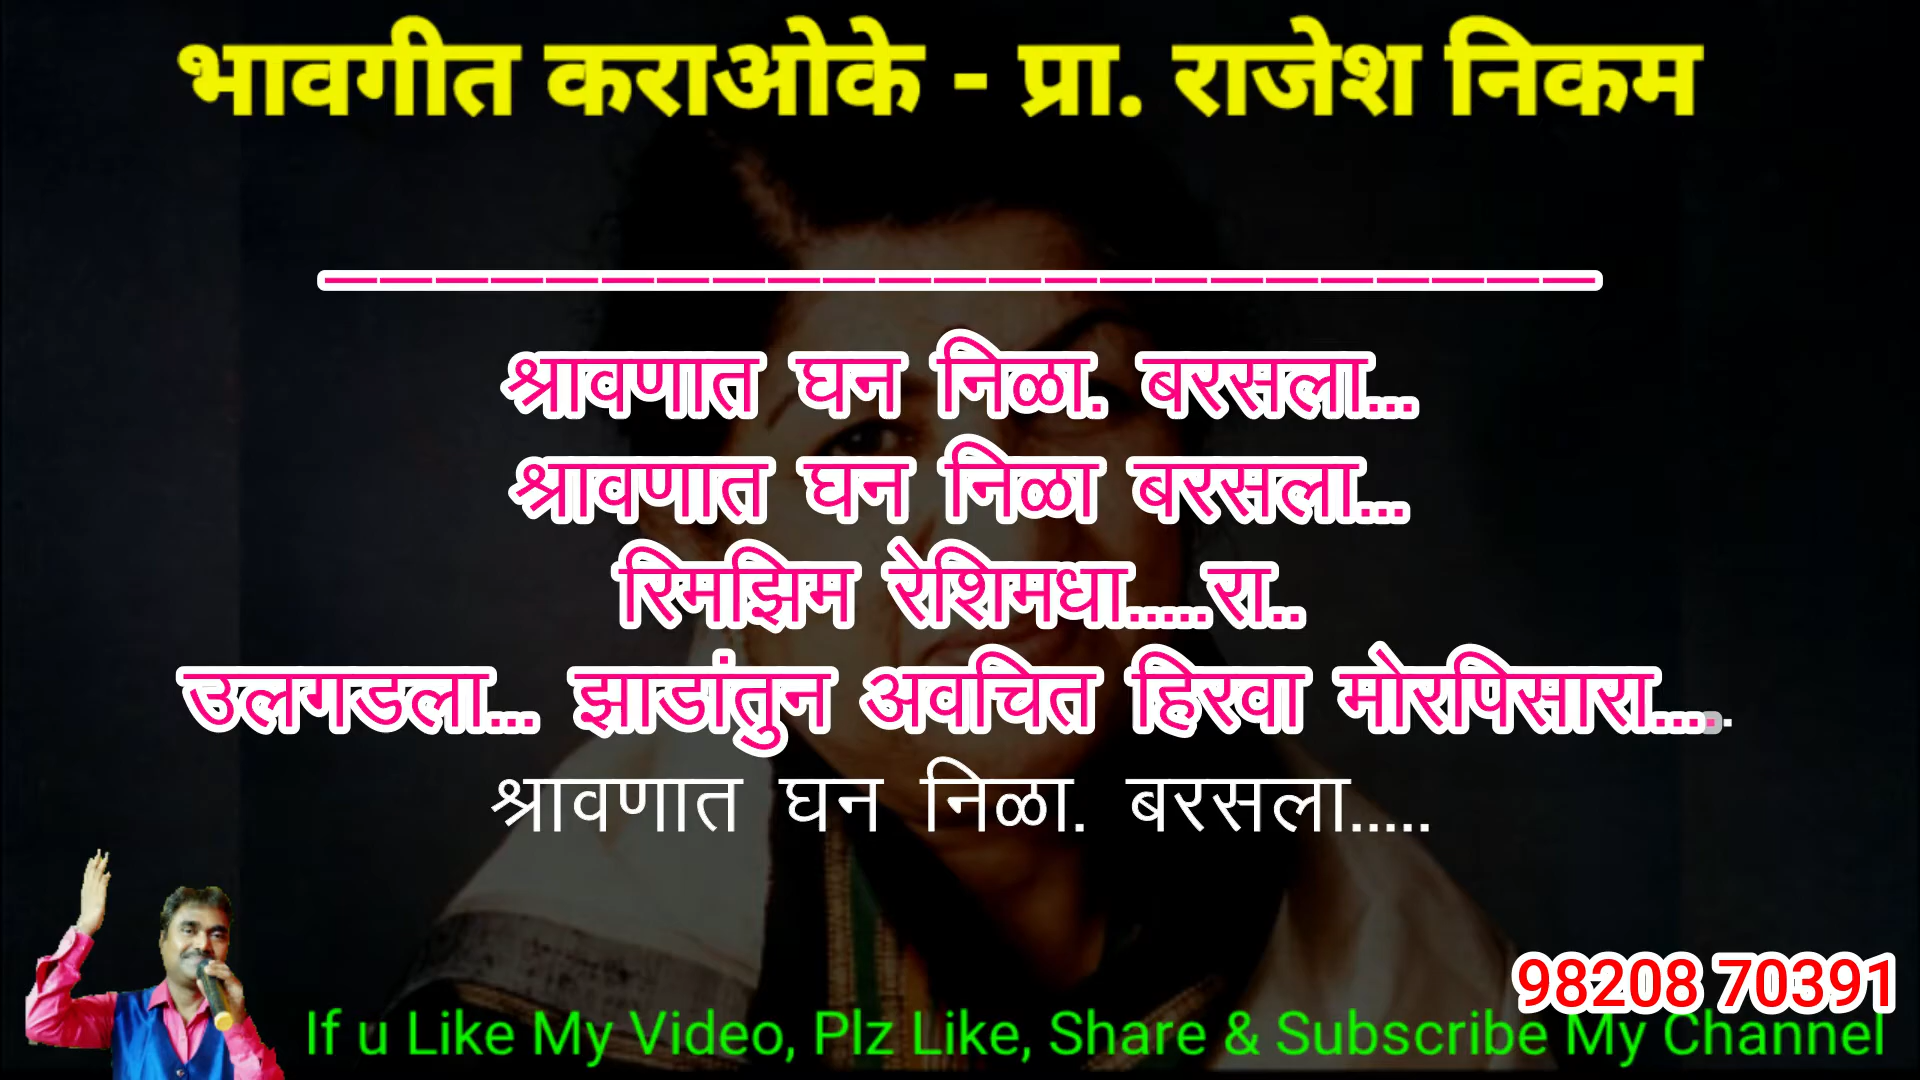 भावगीत कराओके - प्रा. राजेश निकम
-----------------------
श्रावणात घन निळा. बरसला...
श्रावणात घन निळा बरसला...
रिमझिम रेशिमधा.....रा..
उलगडला... झाडांतुन अवचित हिरवा मोरपिसारा.....
श्रावणात घन निळा. बरसला.....
98208 70391
If u Like My Video, Plz Like, Share & Subscribe My Channel